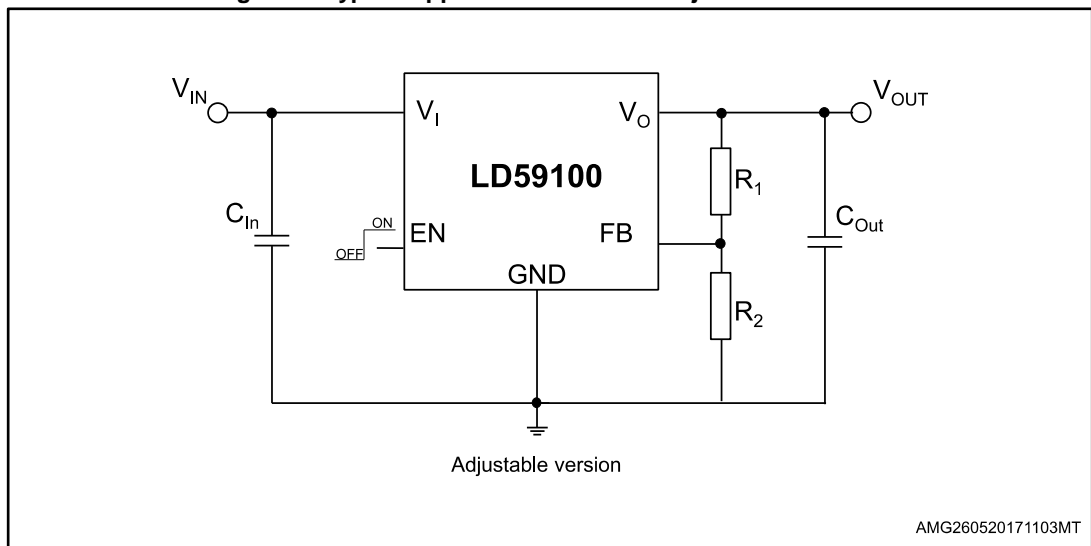 V_IN
V_OUT
V_I
V_O
LD59100
R_1
C_In
ON
OFF
EN
FB
C_Out
GND
R_2
Adjustable version
AMG260520171103MT